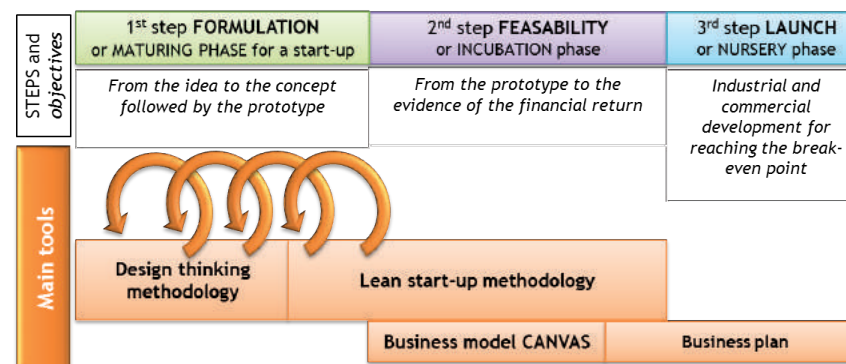 STEPS and
objectives
1st step FORMULATION
or MATURING PHASE for a start-up
2nd step FEASABILITY
or INCUBATION phase
3rd step LAUNCH
or NURSERY phase
From the idea to the concept
followed by the prototype
From the prototype to the
evidence of the financial return
Industrial and
commercial
development for
reaching the break-
even point
Main tools
Design thinking
methodology
Lean start-up methodology
Business model CANVAS
Business plan